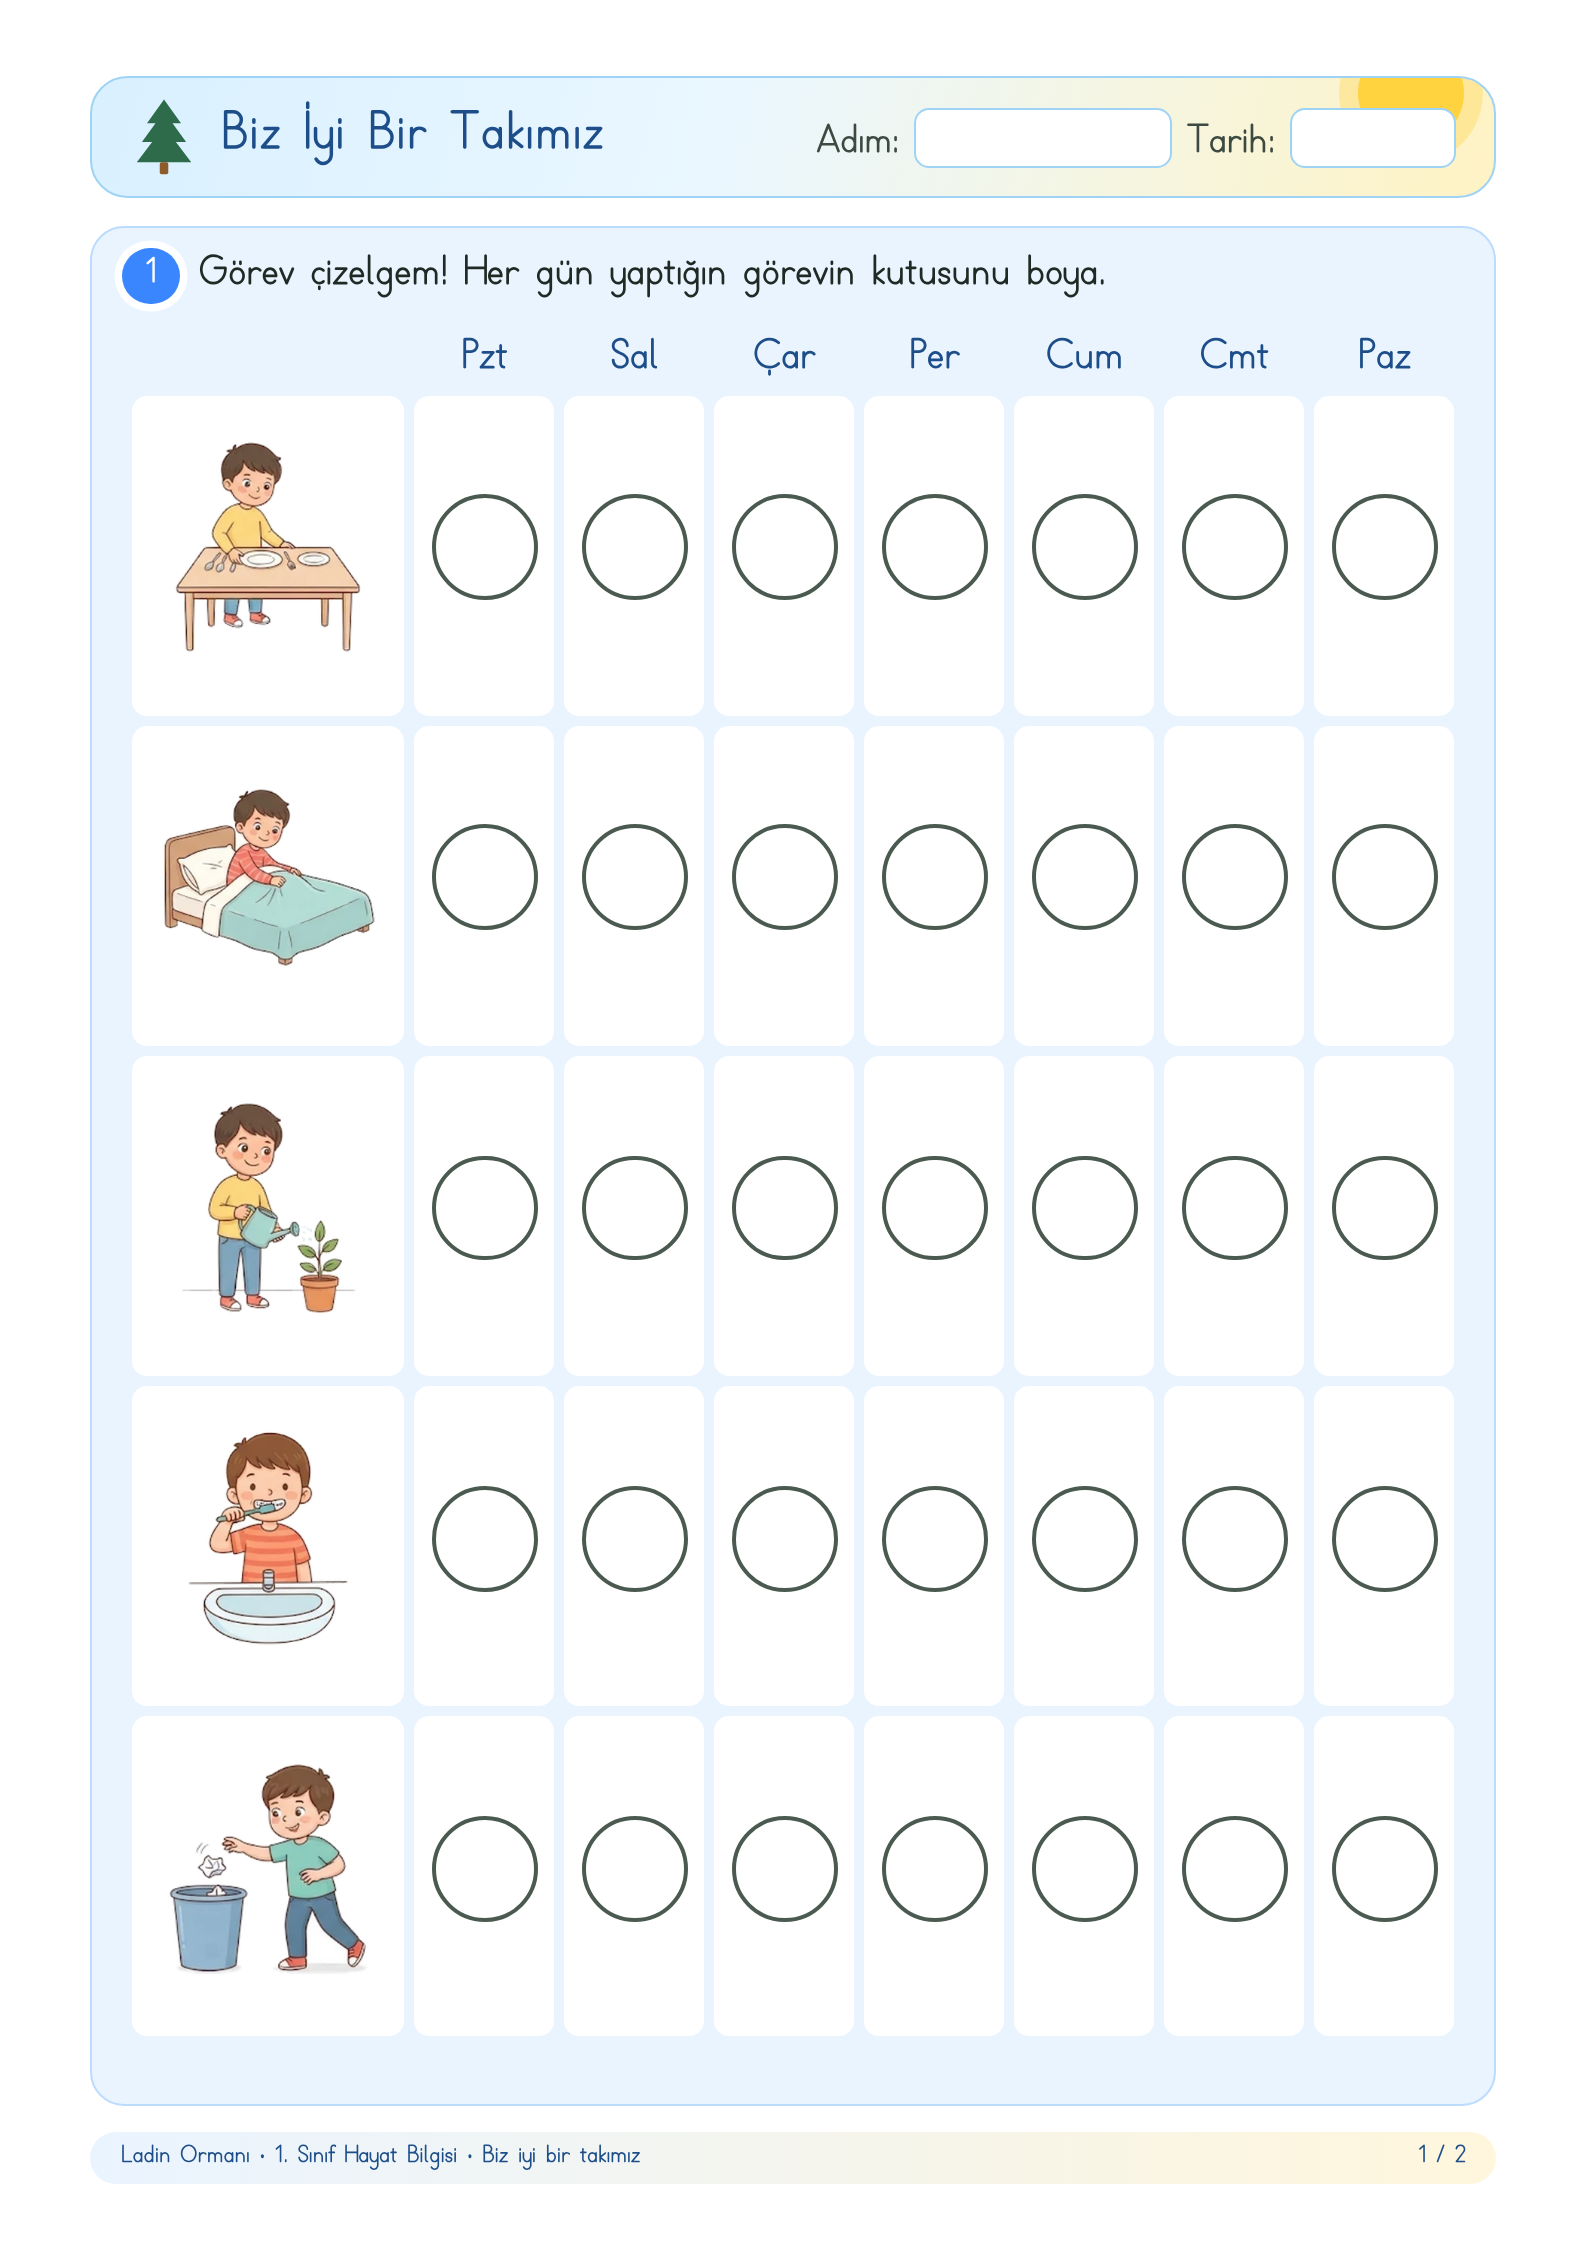 Biz İyi Bir Takımız
Adım: Tarih:
1 Görev çizelgem! Her gün yaptığın görevin kutusunu boya.
Pzt Sal Çar Per Cum Cmt Paz
Ladin Ormanı • 1. Sınıf Hayat Bilgisi • Biz iyi bir takımız 1 / 2